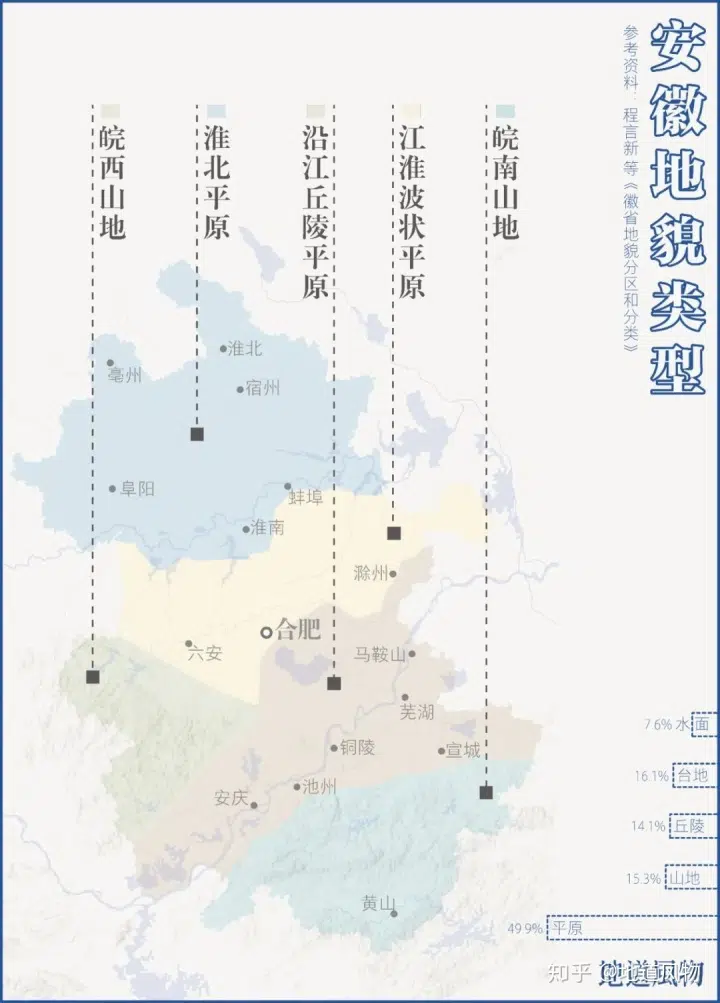 安徽地貌类型
参考资料：程言新等《徽省地貌分区和分类》
皖西山地
淮北平原
沿江丘陵平原
江淮波状平原
皖南山地
淮北
亳州
宿州
阜阳
蚌埠
淮南
滁州
合肥
六安
马鞍山
芜湖
铜陵
宣城
池州
安庆
黄山
7.6% 水面
16.1% 台地
14.1% 丘陵
15.3% 山地
49.9% 平原
地道风物
知乎 @地道风物